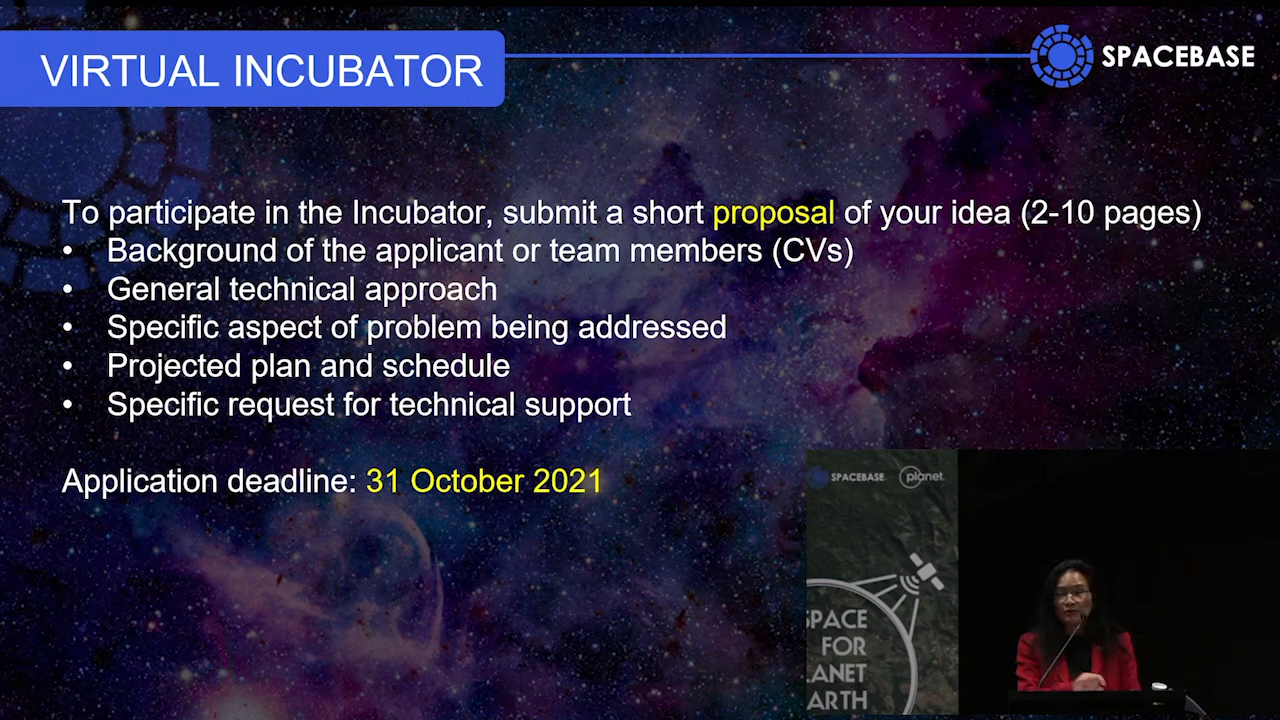 VIRTUAL INCUBATOR
SPACEBASE
To participate in the Incubator, submit a short proposal of your idea (2-10 pages)
• Background of the applicant or team members (CVs)
• General technical approach
• Specific aspect of problem being addressed
• Projected plan and schedule
• Specific request for technical support
Application deadline: 31 October 2021
SPACEBASE planet.
SPACE
FOR
LANET
ARTH